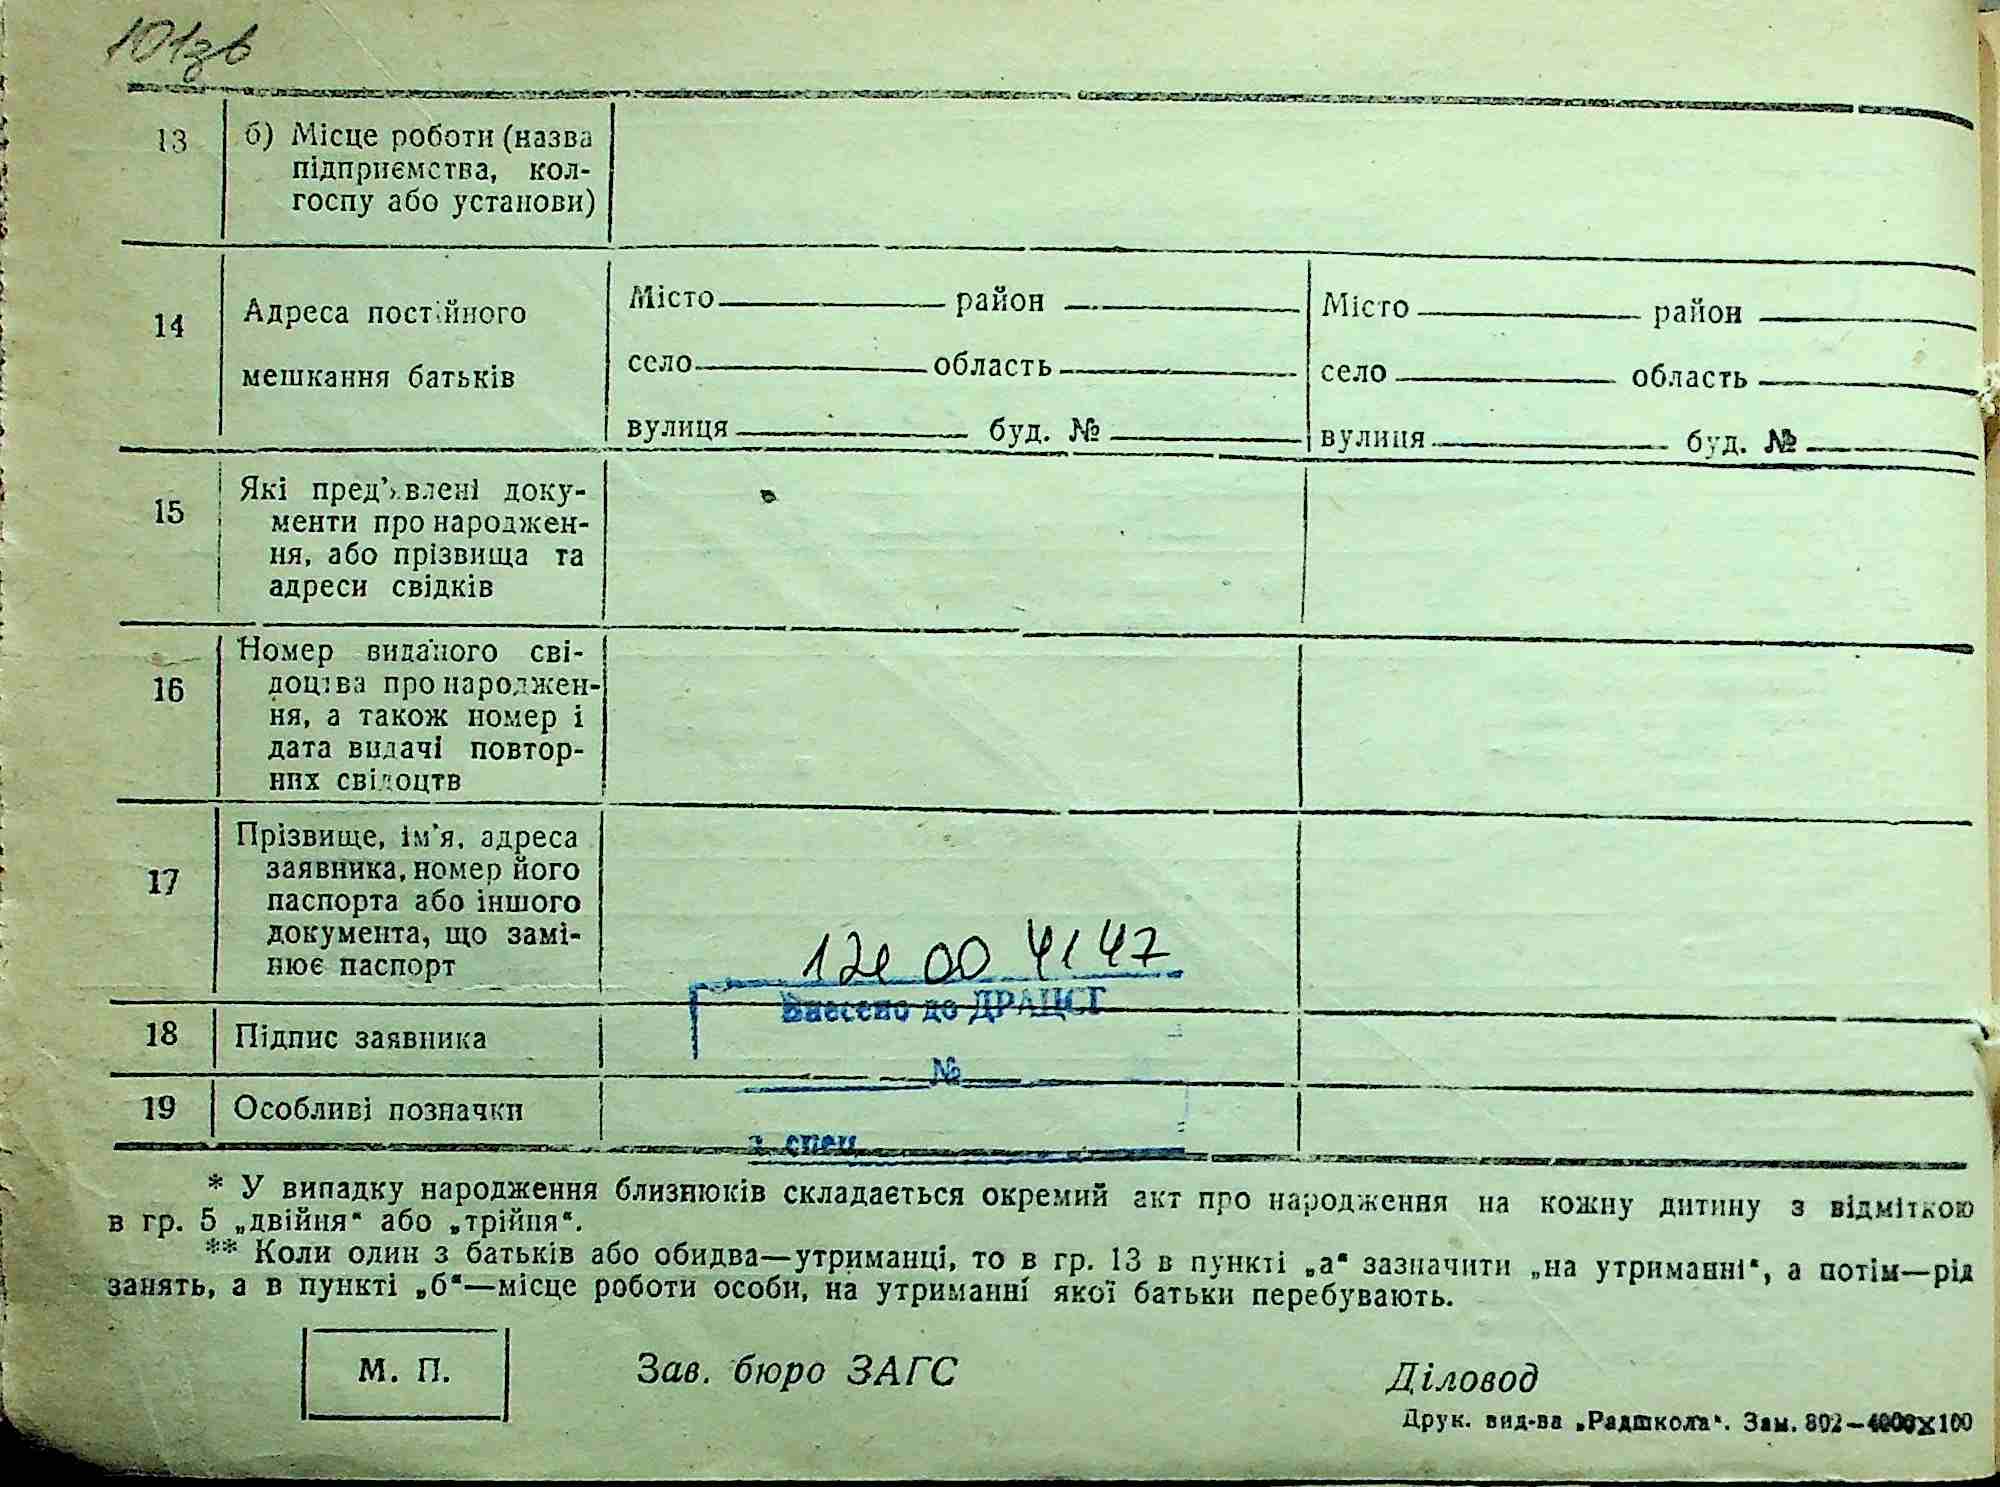 101зв
13 б) Місце роботи (назва
підприємства, кол-
госпу або установи)
14 Адреса постійного
мешкання батьків
Місто район
село область
вулиця буд. №
Місто район
село область
вулиця буд. №
15 Які пред’явлені доку-
менти про народжен-
ня, або прізвища та
адреси свідків
16 Номер виданого сві-
доцтва про народжен-
ня, а також номер і
дата видачі повтор-
них свідоцтв
17 Прізвище, ім’я, адреса
заявника, номер його
паспорта або іншого
документа, що замі-
нює паспорт
00 4147
Внесено до ДРАЦСГ
18 Підпис заявника
№
19 Особливі позначки
спец
* У випадку народження близнюків складається окремий акт про народження на кожну дитину з відміткою
в гр. 5 „двійня“ або „трійня“.
** Коли один з батьків або обидва—утриманці, то в гр. 13 в пункті „а“ зазначити „на утриманні“, а потім—рід
занять, а в пункті „б“—місце роботи особи, на утриманні якої батьки перебувають.
М. П.
Зав. бюро ЗАГС
Діловод
Друк. вид-ва „Радшкола“. Зам. 802—4000×100